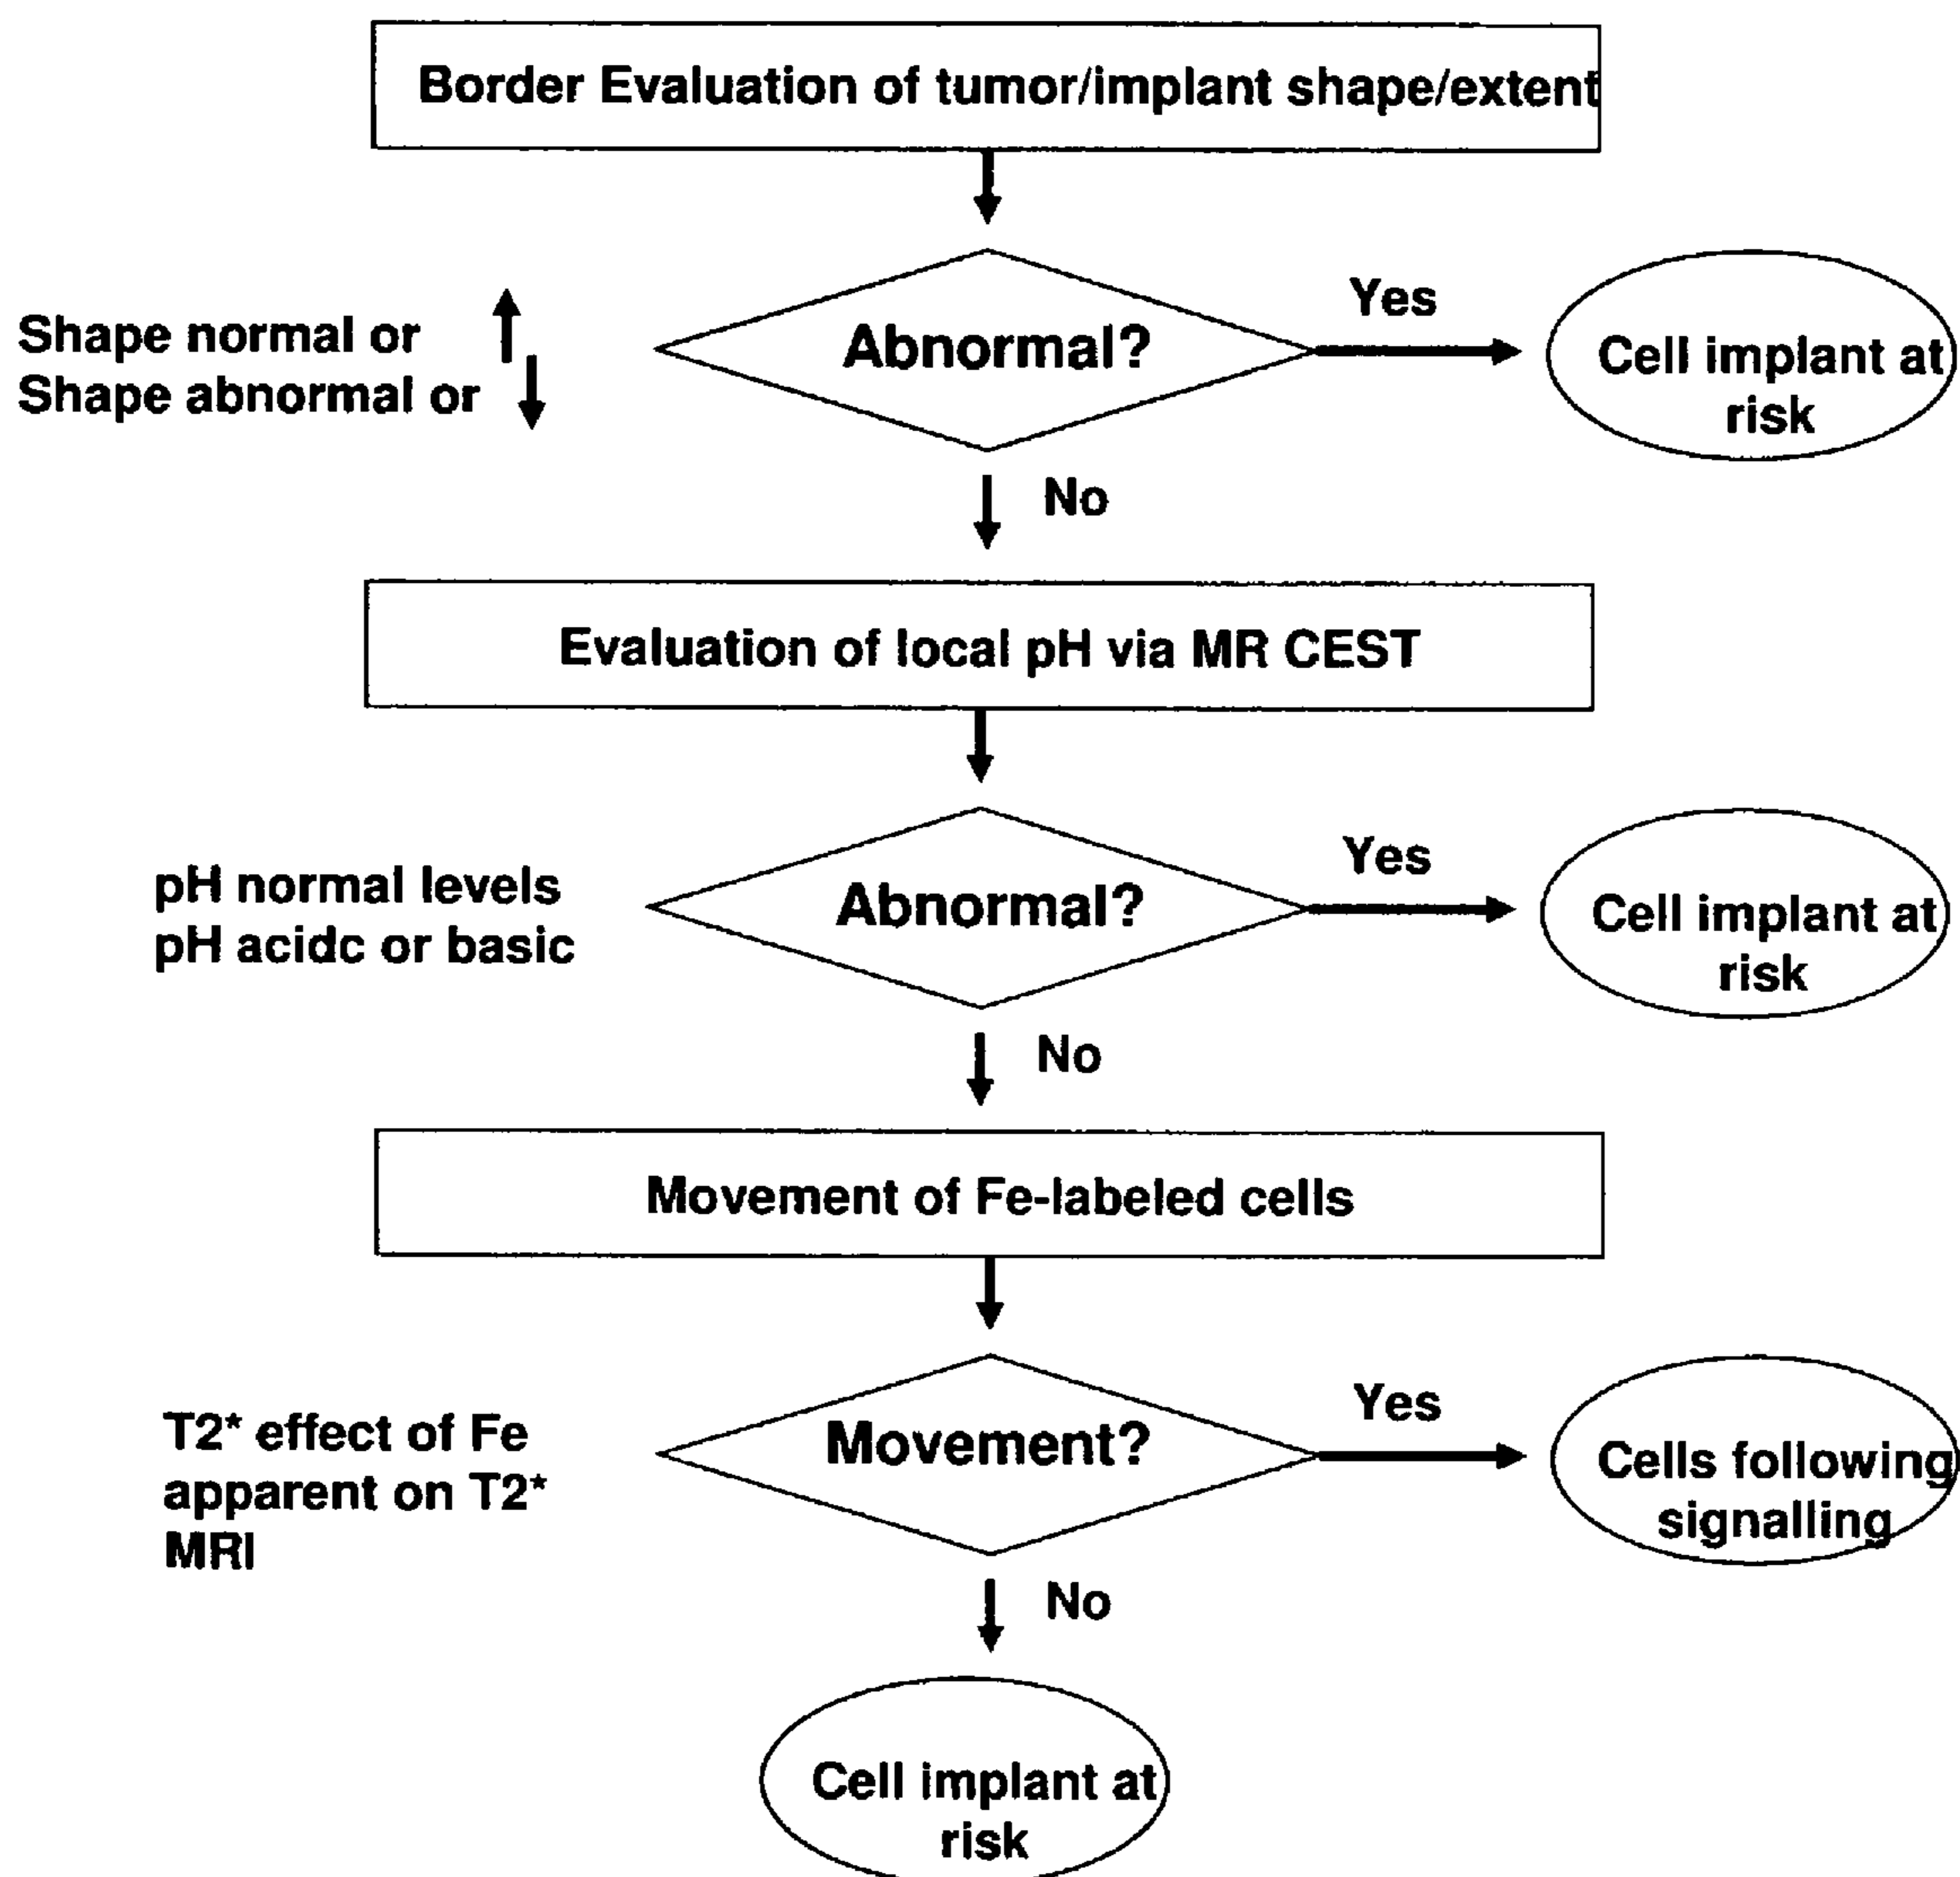 Border Evaluation of tumor/implant shape/extent
Shape normal or
Shape abnormal or
Abnormal?
Yes
Cell implant at
risk
No
Evaluation of local pH via MR CEST
pH normal levels
pH acidc or basic
Abnormal?
Yes
Cell implant at
risk
No
Movement of Fe-labeled cells
T2* effect of Fe
apparent on T2*
MRI
Movement?
Yes
Cells following
signalling
No
Cell implant at
risk